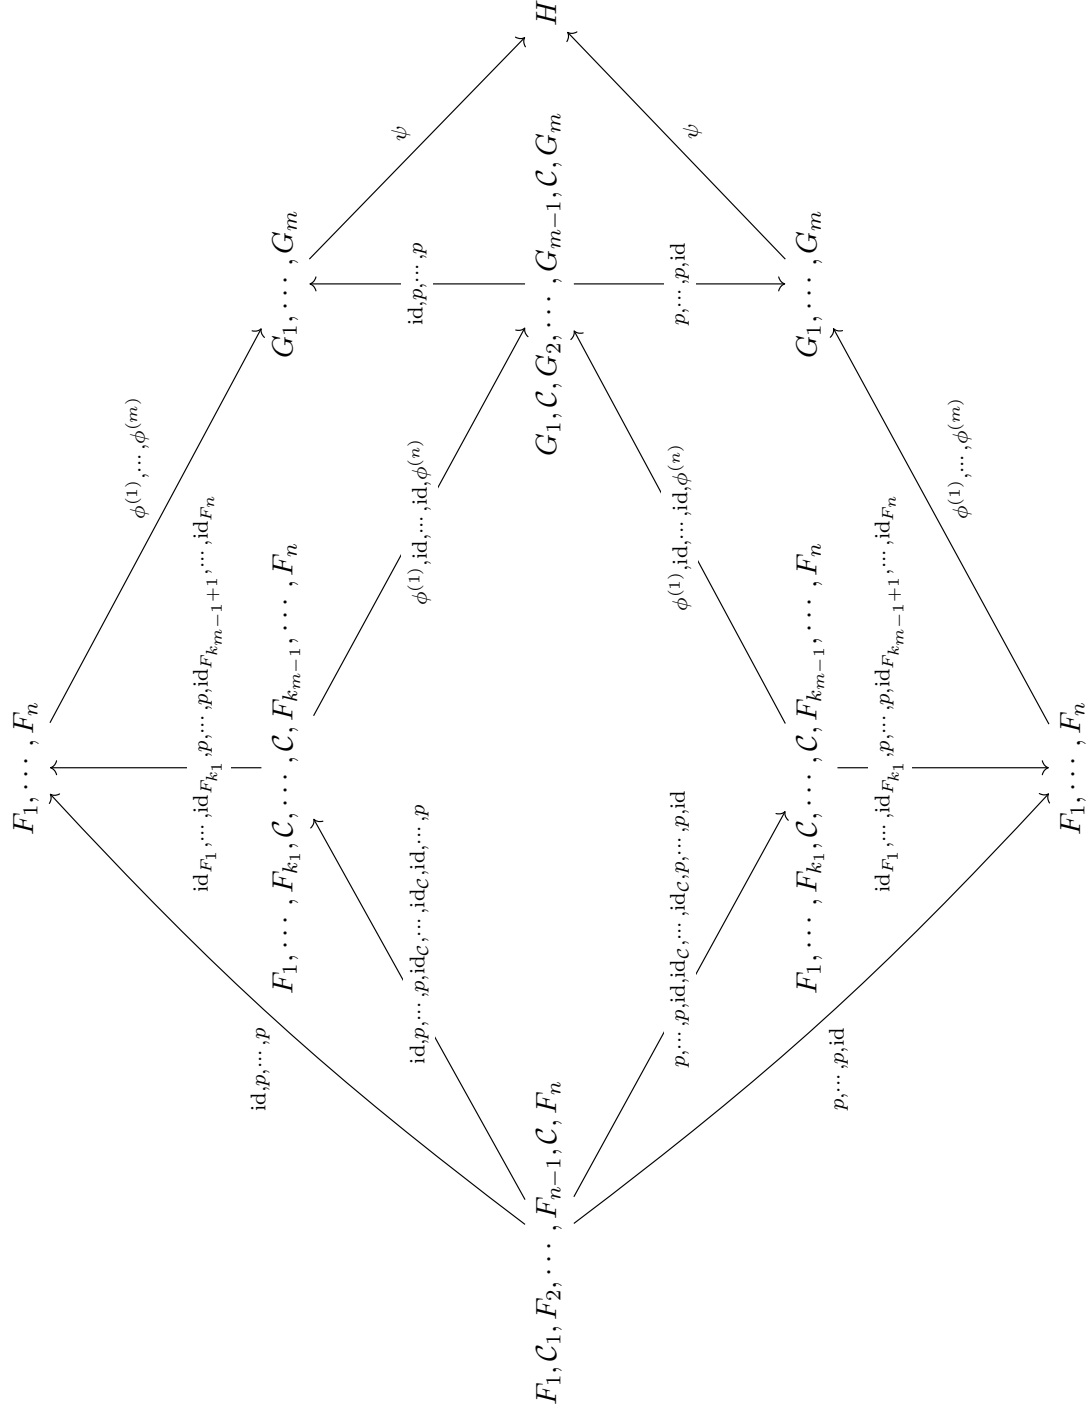 F_1, ⋯, F_n
ϕ^{(1)},⋯,ϕ^{(m)}
id_{F_1},⋯,id_{F_{k_1}},p,⋯,p,id_{F_{k_{m-1}+1}},⋯,id_{F_n}
id,p,⋯,p
F_1, ⋯, F_{k_1}, 𝒞, ⋯, 𝒞, F_{k_{m-1}}, ⋯, F_n
G_1, ⋯, G_m
ψ
id,p,⋯,p,id_𝒞,⋯,id_𝒞,id,⋯,p
ϕ^{(1)},id,⋯,id,ϕ^{(n)}
id,p,⋯,p
F_1, 𝒞_1, F_2, ⋯, F_{n-1}, 𝒞, F_n
G_1, 𝒞, G_2, ⋯, G_{m-1}, 𝒞, G_m
H
p,⋯,p,id,id_𝒞,⋯,id_𝒞,p,⋯,p,id
ϕ^{(1)},id,⋯,id,ϕ^{(n)}
p,⋯,p,id
ψ
F_1, ⋯, F_{k_1}, 𝒞, ⋯, 𝒞, F_{k_{m-1}}, ⋯, F_n
G_1, ⋯, G_m
p,⋯,p,id
id_{F_1},⋯,id_{F_{k_1}},p,⋯,p,id_{F_{k_{m-1}+1}},⋯,id_{F_n}
ϕ^{(1)},⋯,ϕ^{(m)}
F_1, ⋯, F_n